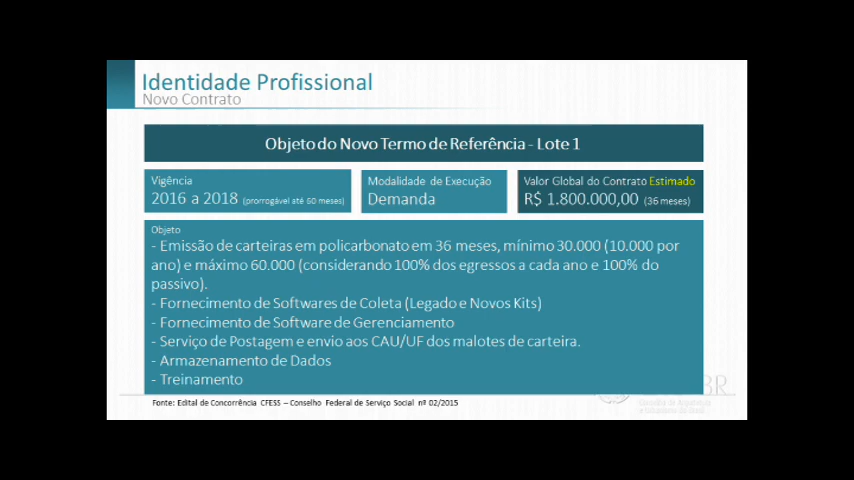 Identidade Profissional
Novo Contrato
Objeto do Novo Termo de Referência - Lote 1
Vigência
2016 a 2018 (prorrogável até 60 meses)
Modalidade de Execução
Demanda
Valor Global do Contrato Estimado
R$ 1.800.000,00 (36 meses)
Objeto
- Emissão de carteiras em policarbonato em 36 meses, mínimo 30.000 (10.000 por
ano) e máximo 60.000 (considerando 100% dos egressos a cada ano e 100% do
passivo).
- Fornecimento de Softwares de Coleta (Legado e Novos Kits)
- Fornecimento de Software de Gerenciamento
- Serviço de Postagem e envio aos CAU/UF dos malotes de carteira.
- Armazenamento de Dados
- Treinamento
BR
Fonte: Edital de Concorrência CFESS – Conselho Federal de Serviço Social nº 02/2015